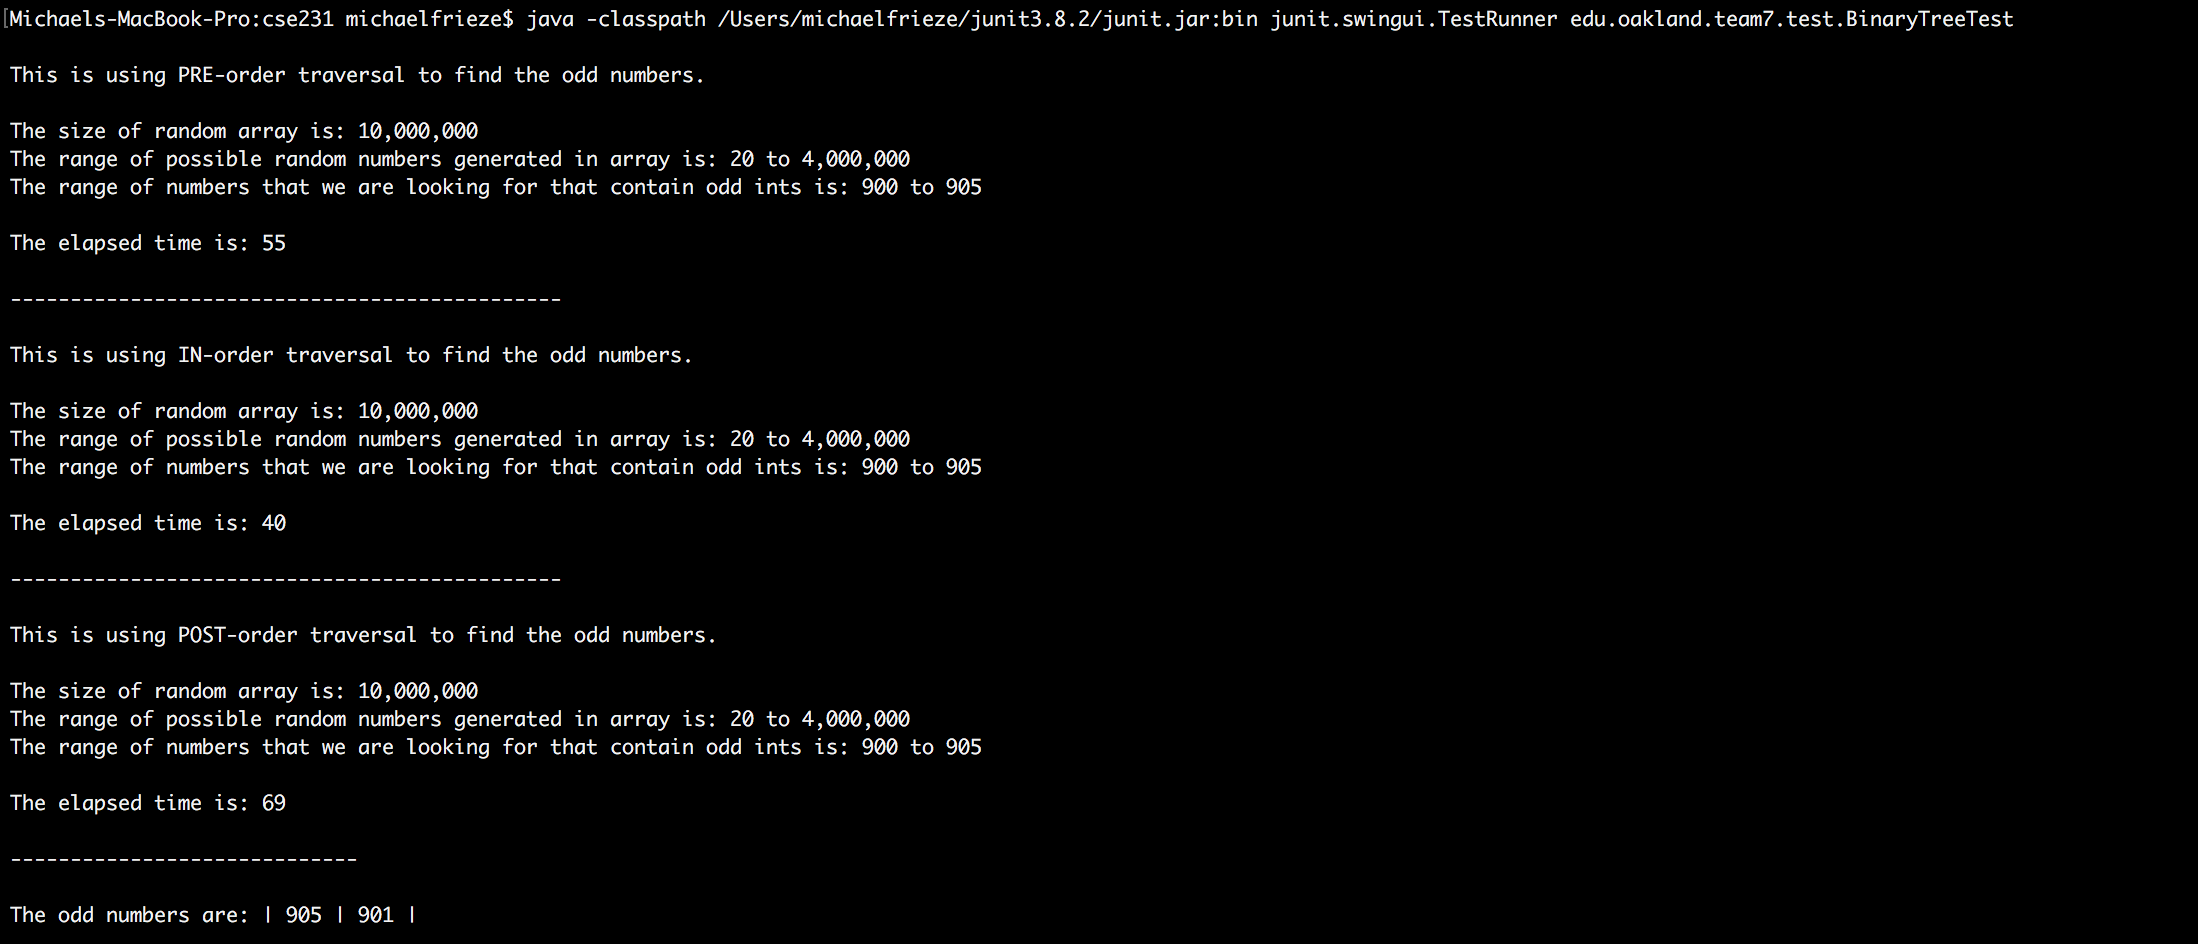 [Michaels-MacBook-Pro:cse231 michaelfrieze$ java -classpath /Users/michaelfrieze/junit3.8.2/junit.jar:bin junit.swingui.TestRunner edu.oakland.team7.test.BinaryTreeTest
This is using PRE-order traversal to find the odd numbers.
The size of random array is: 10,000,000
The range of possible random numbers generated in array is: 20 to 4,000,000
The range of numbers that we are looking for that contain odd ints is: 900 to 905
The elapsed time is: 55
----------------------------------------------
This is using IN-order traversal to find the odd numbers.
The size of random array is: 10,000,000
The range of possible random numbers generated in array is: 20 to 4,000,000
The range of numbers that we are looking for that contain odd ints is: 900 to 905
The elapsed time is: 40
----------------------------------------------
This is using POST-order traversal to find the odd numbers.
The size of random array is: 10,000,000
The range of possible random numbers generated in array is: 20 to 4,000,000
The range of numbers that we are looking for that contain odd ints is: 900 to 905
The elapsed time is: 69
-----------------------------
The odd numbers are: | 905 | 901 |